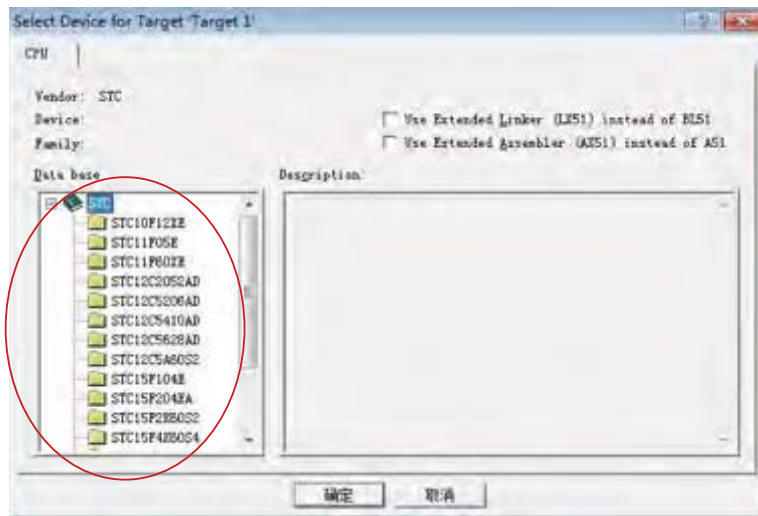 Select Device for Target 'Target 1'
CPU
Vendor: STC
Device:
Use Extended Linker (LX51) instead of BL51
Family:
Use Extended Assembler (AX51) instead of A51
Data base
Description:
STC
STC10F12XE
STC11F05E
STC11F60XE
STC12C2052AD
STC12C5206AD
STC12C5410AD
STC12C5628AD
STC12C5A60S2
STC15F104E
STC15F204EA
STC15F2K60S2
STC15F4K60S4
确定
取消